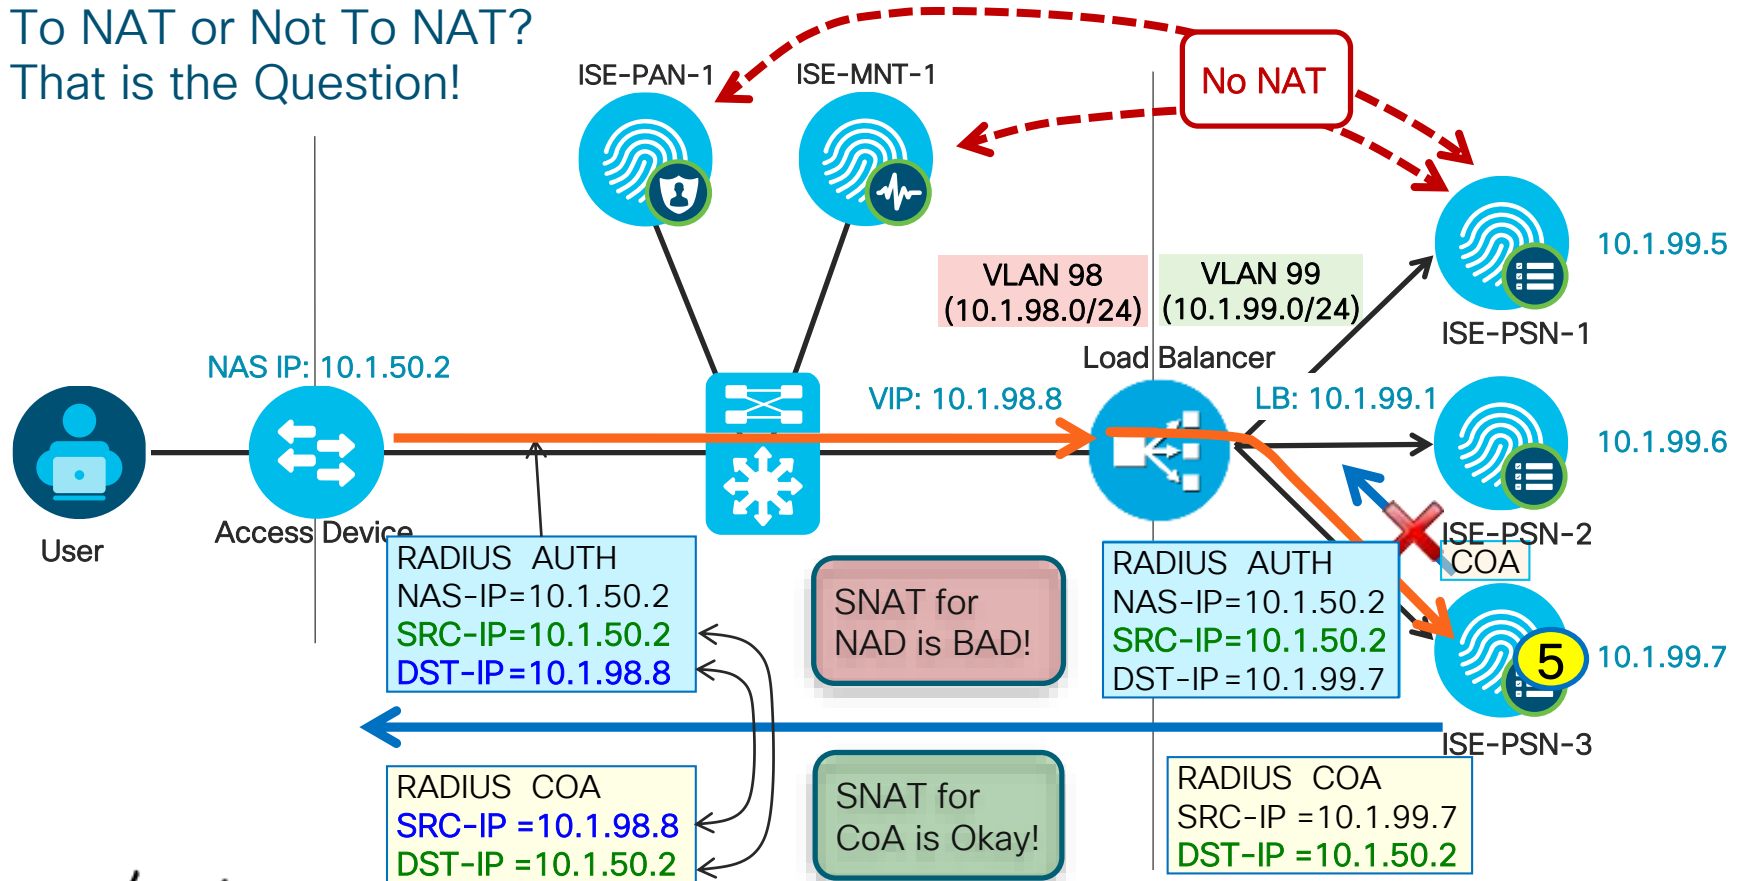 To NAT or Not To NAT?
That is the Question!
ISE-PAN-1
ISE-MNT-1
No NAT
10.1.99.5
VLAN 98
(10.1.98.0/24)
VLAN 99
(10.1.99.0/24)
ISE-PSN-1
Load Balancer
NAS IP: 10.1.50.2
VIP: 10.1.98.8
LB: 10.1.99.1
10.1.99.6
User
Access Device
ISE-PSN-2
COA
RADIUS AUTH
NAS-IP=10.1.50.2
SRC-IP=10.1.50.2
DST-IP=10.1.98.8
SNAT for
NAD is BAD!
RADIUS AUTH
NAS-IP=10.1.50.2
SRC-IP=10.1.50.2
DST-IP=10.1.99.7
5
10.1.99.7
ISE-PSN-3
RADIUS COA
SRC-IP =10.1.98.8
DST-IP =10.1.50.2
SNAT for
CoA is Okay!
RADIUS COA
SRC-IP =10.1.99.7
DST-IP =10.1.50.2